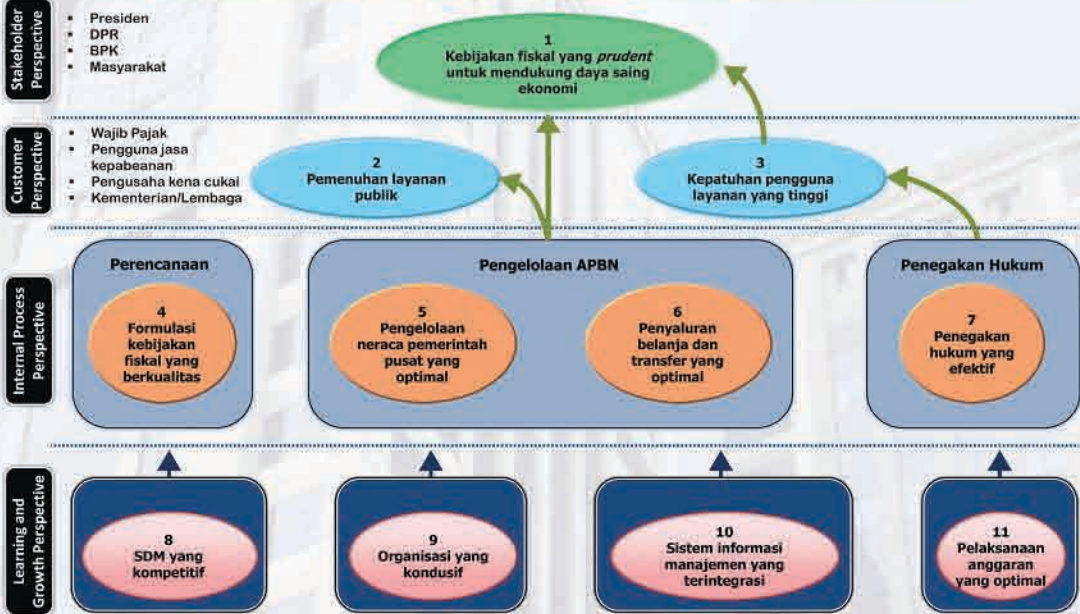 Stakeholder
Perspective
▪ Presiden
▪ DPR
▪ BPK
▪ Masyarakat
1
Kebijakan fiskal yang prudent
untuk mendukung daya saing
ekonomi
Customer
Perspective
▪ Wajib Pajak
▪ Pengguna jasa
kepabeanan
▪ Pengusaha kena cukai
▪ Kementerian/Lembaga
2
Pemenuhan layanan
publik
3
Kepatuhan pengguna
layanan yang tinggi
Internal Process
Perspective
Perencanaan
4
Formulasi
kebijakan
fiskal yang
berkualitas
Pengelolaan APBN
5
Pengelolaan
neraca pemerintah
pusat yang
optimal
6
Penyaluran
belanja dan
transfer yang
optimal
Penegakan Hukum
7
Penegakan
hukum yang
efektif
Learning and
Growth Perspective
8
SDM yang
kompetitif
9
Organisasi yang
kondusif
10
Sistem informasi
manajemen yang
terintegrasi
11
Pelaksanaan
anggaran
yang optimal